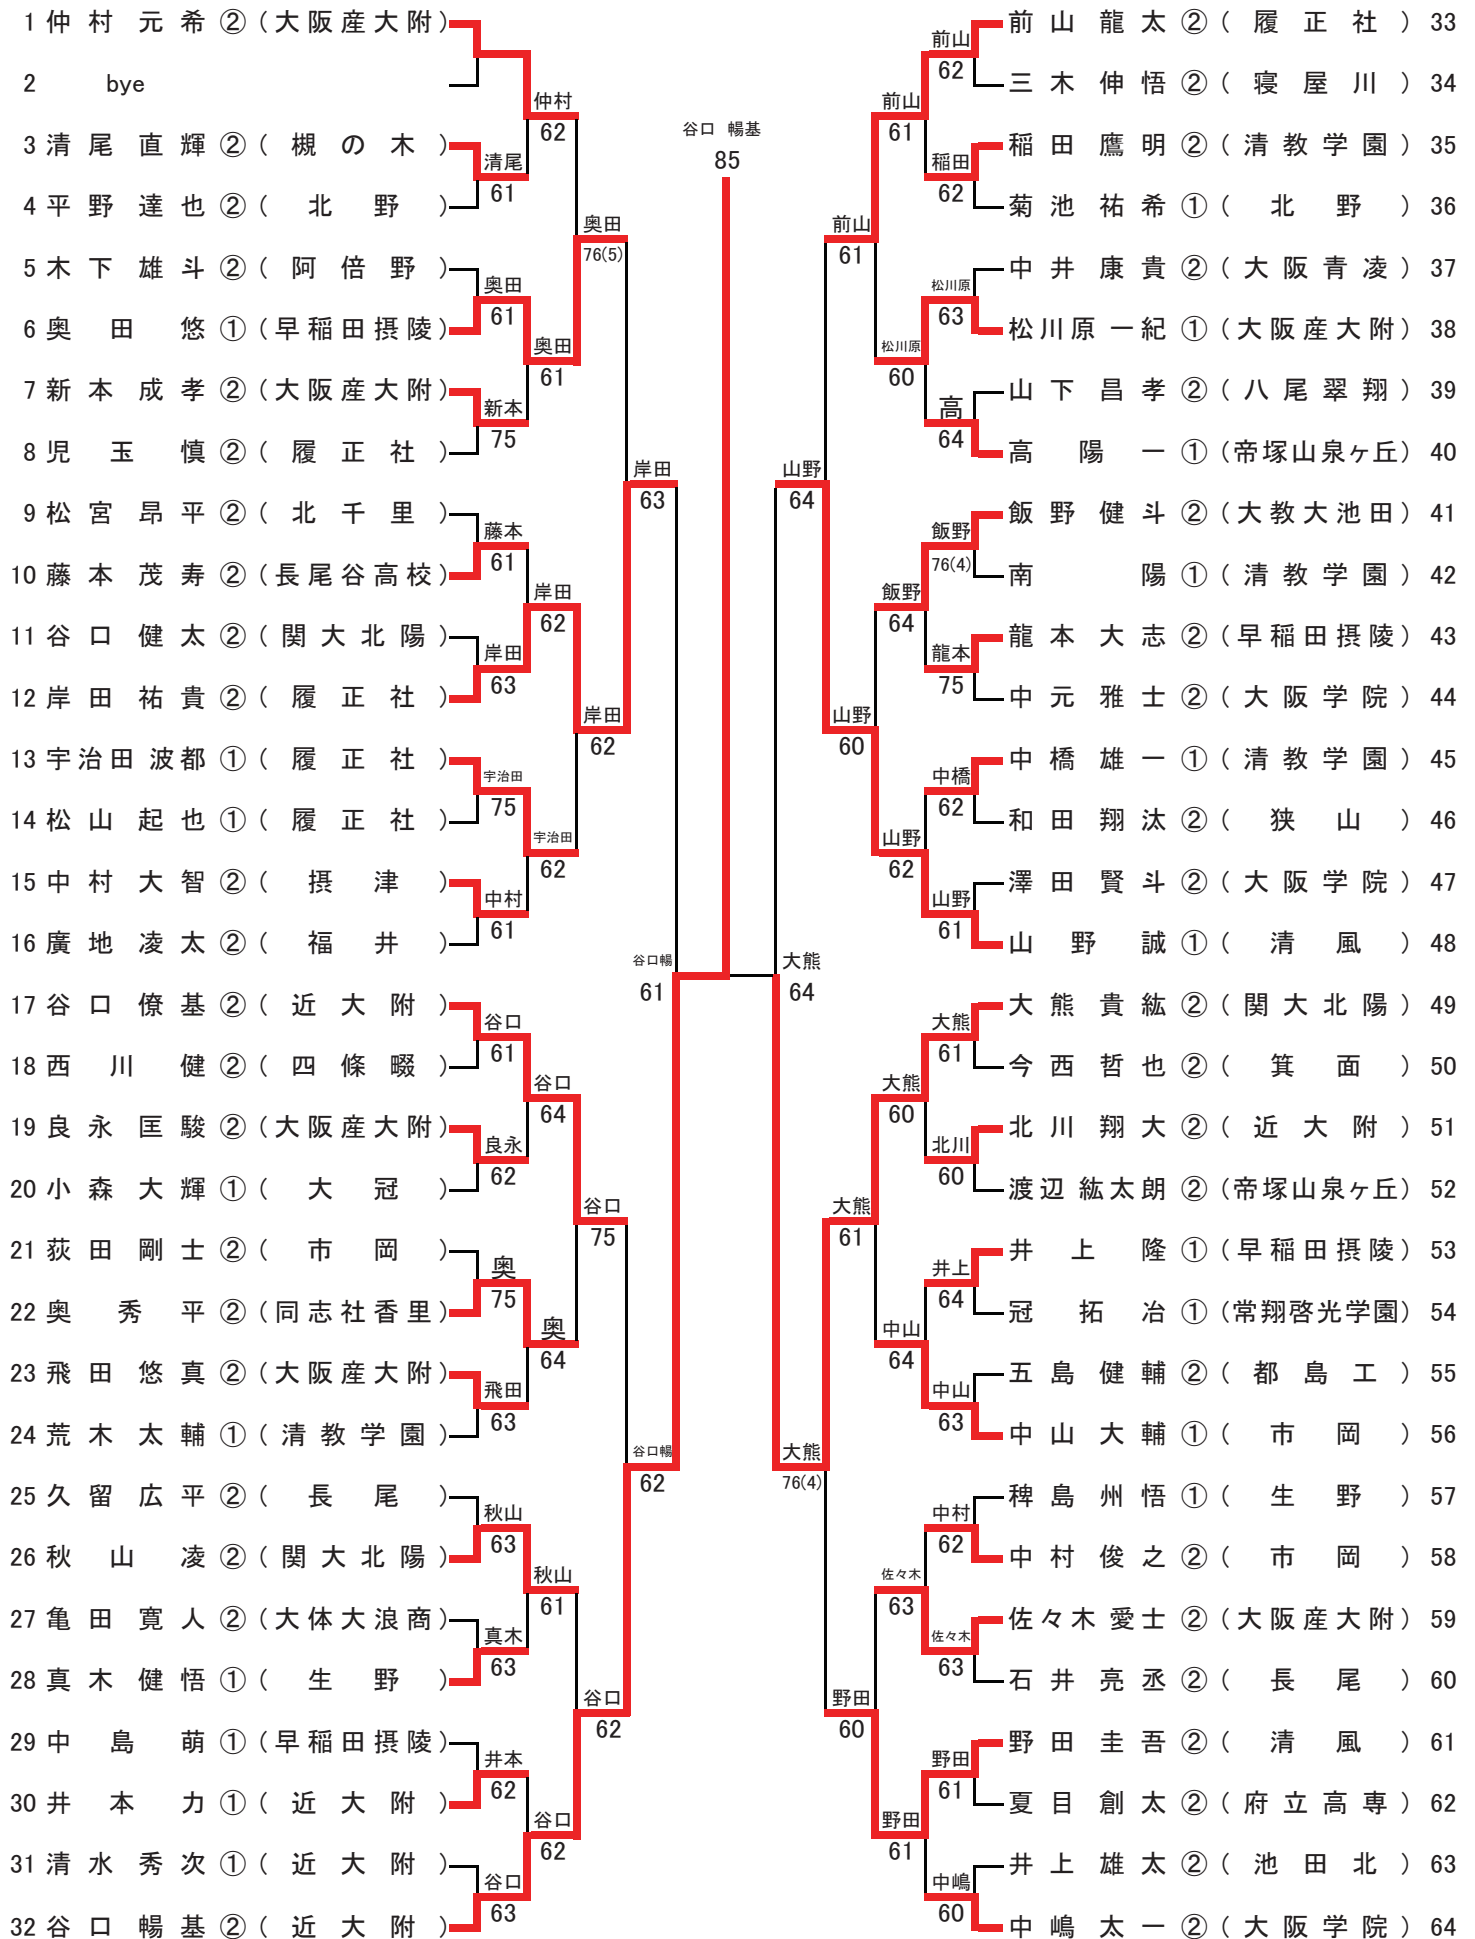 1 仲村元希②(大阪産大附)
2 bye
3 清尾直輝②(槻の木)
4 平野達也②(北野)
5 木下雄斗②(阿倍野)
6 奥田悠①(早稲田摂陵)
7 新本成孝②(大阪産大附)
8 児玉慎②(履正社)
9 松宮昂平②(北千里)
10 藤本茂寿②(長尾谷高校)
11 谷口健太②(関大北陽)
12 岸田祐貴②(履正社)
13 宇治田波都①(履正社)
14 松山起也①(履正社)
15 中村大智②(摂津)
16 廣地凌太②(福井)
17 谷口僚基②(近大附)
18 西川健②(四條畷)
19 良永匡駿②(大阪産大附)
20 小森大輝①(大冠)
21 荻田剛士②(市岡)
22 奥秀平②(同志社香里)
23 飛田悠真②(大阪産大附)
24 荒木太輔①(清教学園)
25 久留広平②(長尾)
26 秋山凌②(関大北陽)
27 亀田寛人②(大体大浪商)
28 真木健悟①(生野)
29 中島萌①(早稲田摂陵)
30 井本力①(近大附)
31 清水秀次①(近大附)
32 谷口暢基②(近大附)
清尾
61
奥田
61
新本
75
藤本
61
岸田
63
宇治田
75
中村
61
谷口
61
良永
62
奥
75
飛田
63
秋山
63
真木
63
井本
62
谷口
63
仲村
62
奥田
61
岸田
62
宇治田
62
谷口
64
奥
64
秋山
61
谷口
62
奥田
76(5)
岸田
62
谷口
75
谷口
62
岸田
63
谷口暢
62
谷口暢
61
谷口 暢基
85
大熊
64
山野
64
大熊
76(4)
前山
61
山野
60
大熊
61
野田
60
前山
61
松川原
60
飯野
64
山野
62
大熊
60
中山
64
佐々木
63
野田
61
前山
62
稲田
62
松川原
63
高
64
飯野
76(4)
龍本
75
中橋
62
山野
61
大熊
61
北川
60
井上
64
中山
63
中村
62
佐々木
63
野田
61
中嶋
60
前山龍太②(履正社) 33
三木伸悟②(寝屋川) 34
稲田鷹明②(清教学園) 35
菊池祐希①(北野) 36
中井康貴②(大阪青凌) 37
松川原一紀①(大阪産大附) 38
山下昌孝②(八尾翠翔) 39
高陽一①(帝塚山泉ヶ丘) 40
飯野健斗②(大教大池田) 41
南陽①(清教学園) 42
龍本大志②(早稲田摂陵) 43
中元雅士②(大阪学院) 44
中橋雄一①(清教学園) 45
和田翔汰②(狭山) 46
澤田賢斗②(大阪学院) 47
山野誠①(清風) 48
大熊貴紘②(関大北陽) 49
今西哲也②(箕面) 50
北川翔大②(近大附) 51
渡辺紘太朗②(帝塚山泉ヶ丘) 52
井上隆①(早稲田摂陵) 53
冠拓冶①(常翔啓光学園) 54
五島健輔②(都島工) 55
中山大輔①(市岡) 56
稗島州悟①(生野) 57
中村俊之②(市岡) 58
佐々木愛士②(大阪産大附) 59
石井亮丞②(長尾) 60
野田圭吾②(清風) 61
夏目創太②(府立高専) 62
井上雄太②(池田北) 63
中嶋太一②(大阪学院) 64